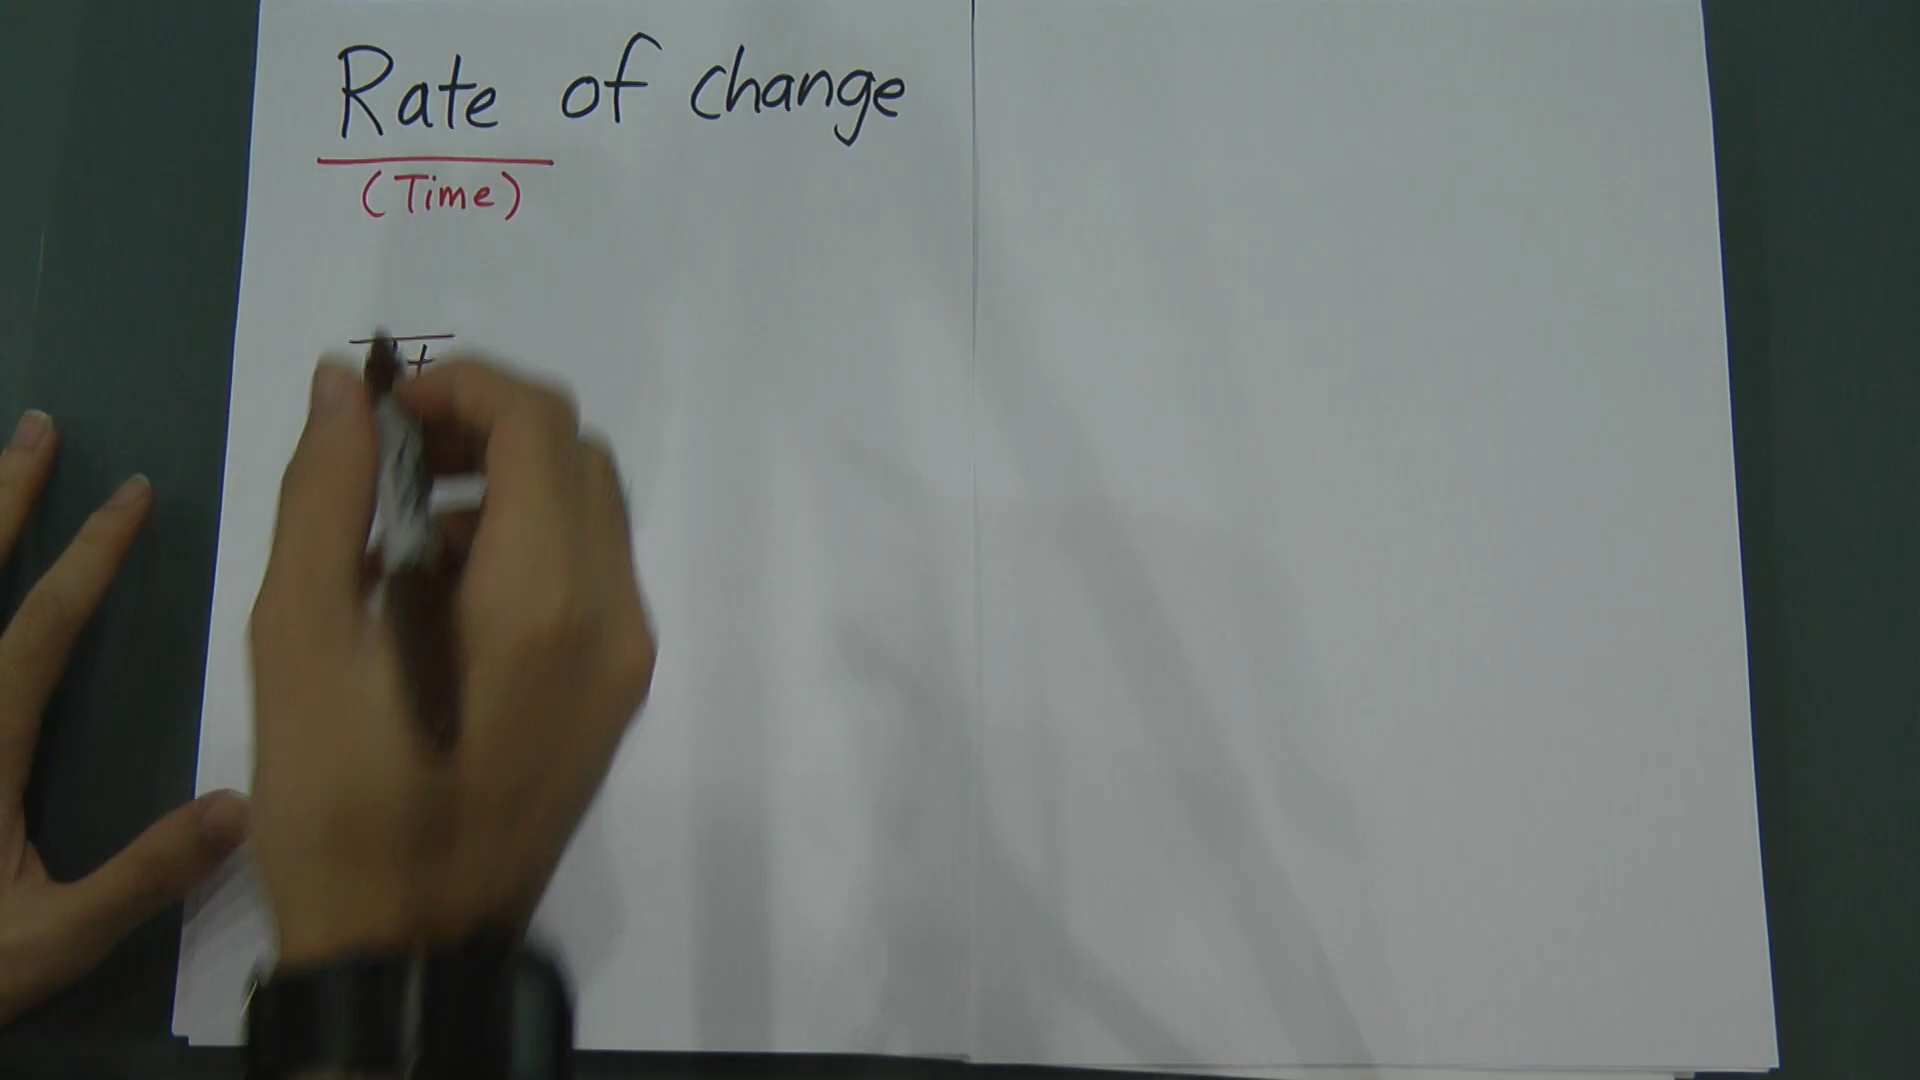 Rate of change
(Time)
t